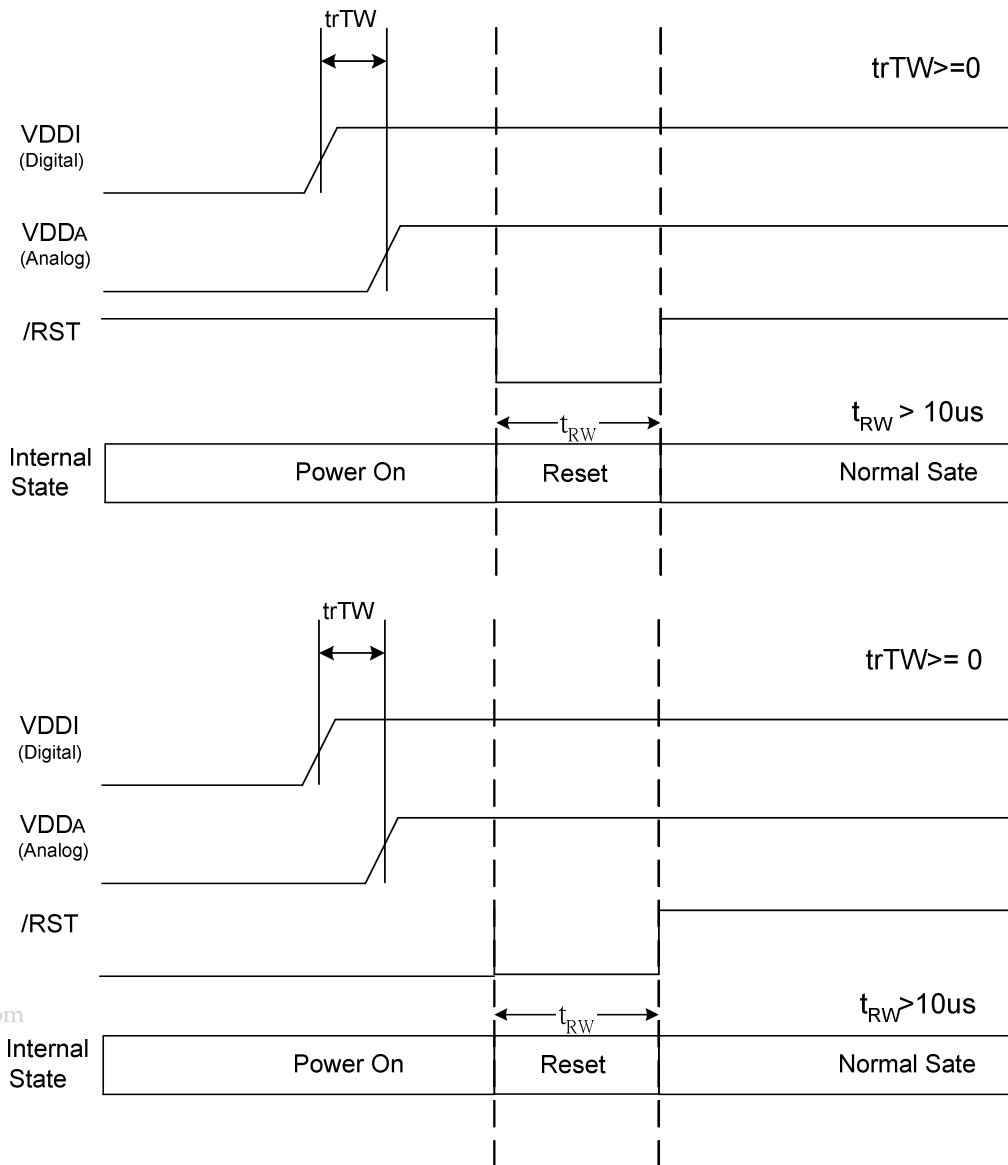 trTW
trTW>=0
VDDI
(Digital)
VDDA
(Analog)
/RST
tRW > 10us
tRW
Internal
State
Power On
Reset
Normal Sate
trTW
trTW>= 0
VDDI
(Digital)
VDDA
(Analog)
/RST
tRW>10us
tRW
om
Internal
State
Power On
Reset
Normal Sate